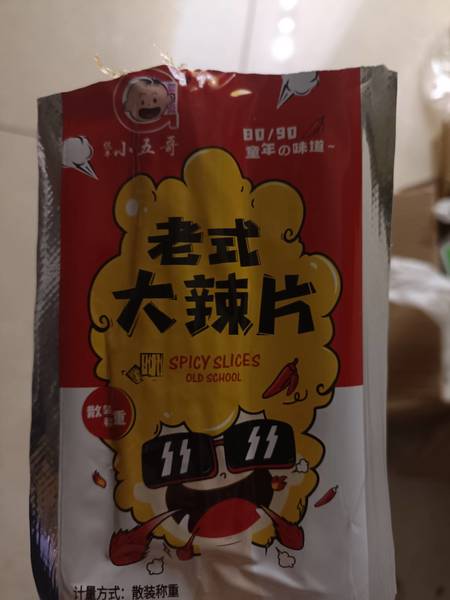 小五哥
80/90
童年の味道~
老式
大辣片
SPICY SLICES
OLD SCHOOL
散装
称重
计量方式：散装称重